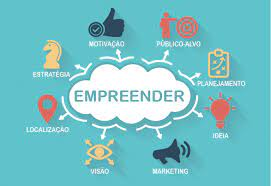 MOTIVAÇÃO
PÚBLICO-ALVO
ESTRATÉGIA
PLANEJAMENTO
EMPREENDER
LOCALIZAÇÃO
IDEIA
VISÃO
MARKETING